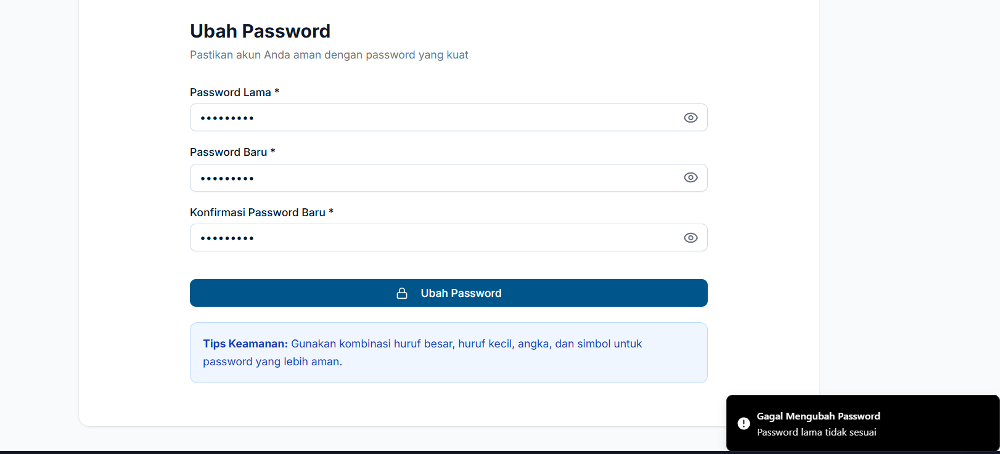 Ubah Password
Pastikan akun Anda aman dengan password yang kuat
Password Lama *
•••••••••
Password Baru *
•••••••••
Konfirmasi Password Baru *
•••••••••
Ubah Password
Tips Keamanan: Gunakan kombinasi huruf besar, huruf kecil, angka, dan simbol untuk
password yang lebih aman.
Gagal Mengubah Password
Password lama tidak sesuai